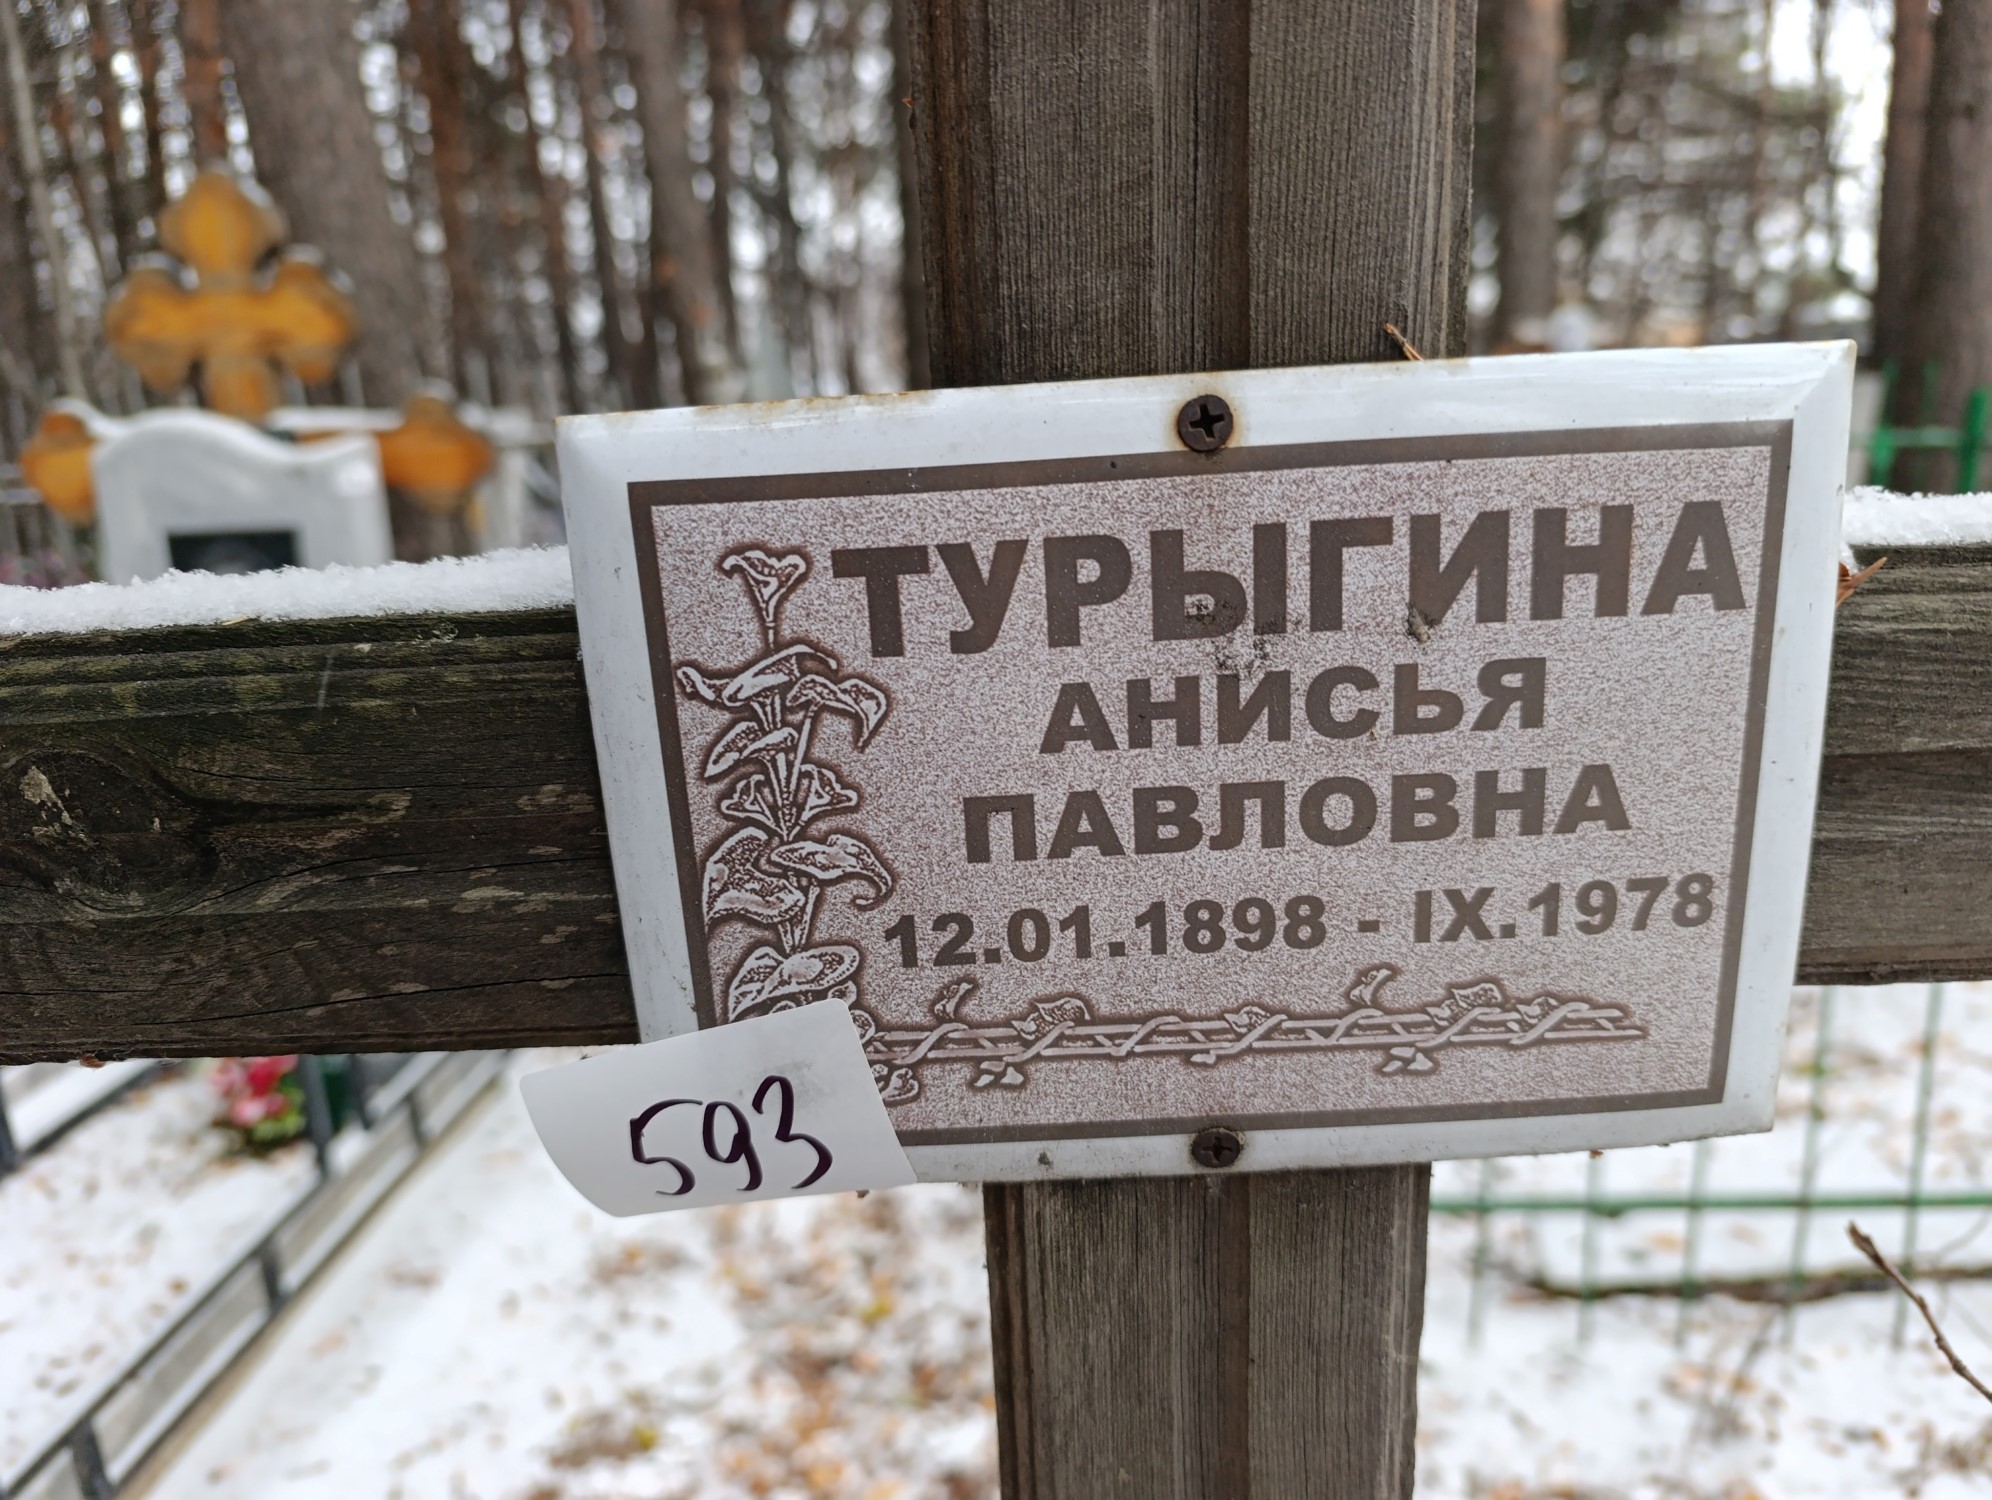 ТУРЫГИНА
АНИСЬЯ
ПАВЛОВНА
12.01.1898 - IX.1978
593